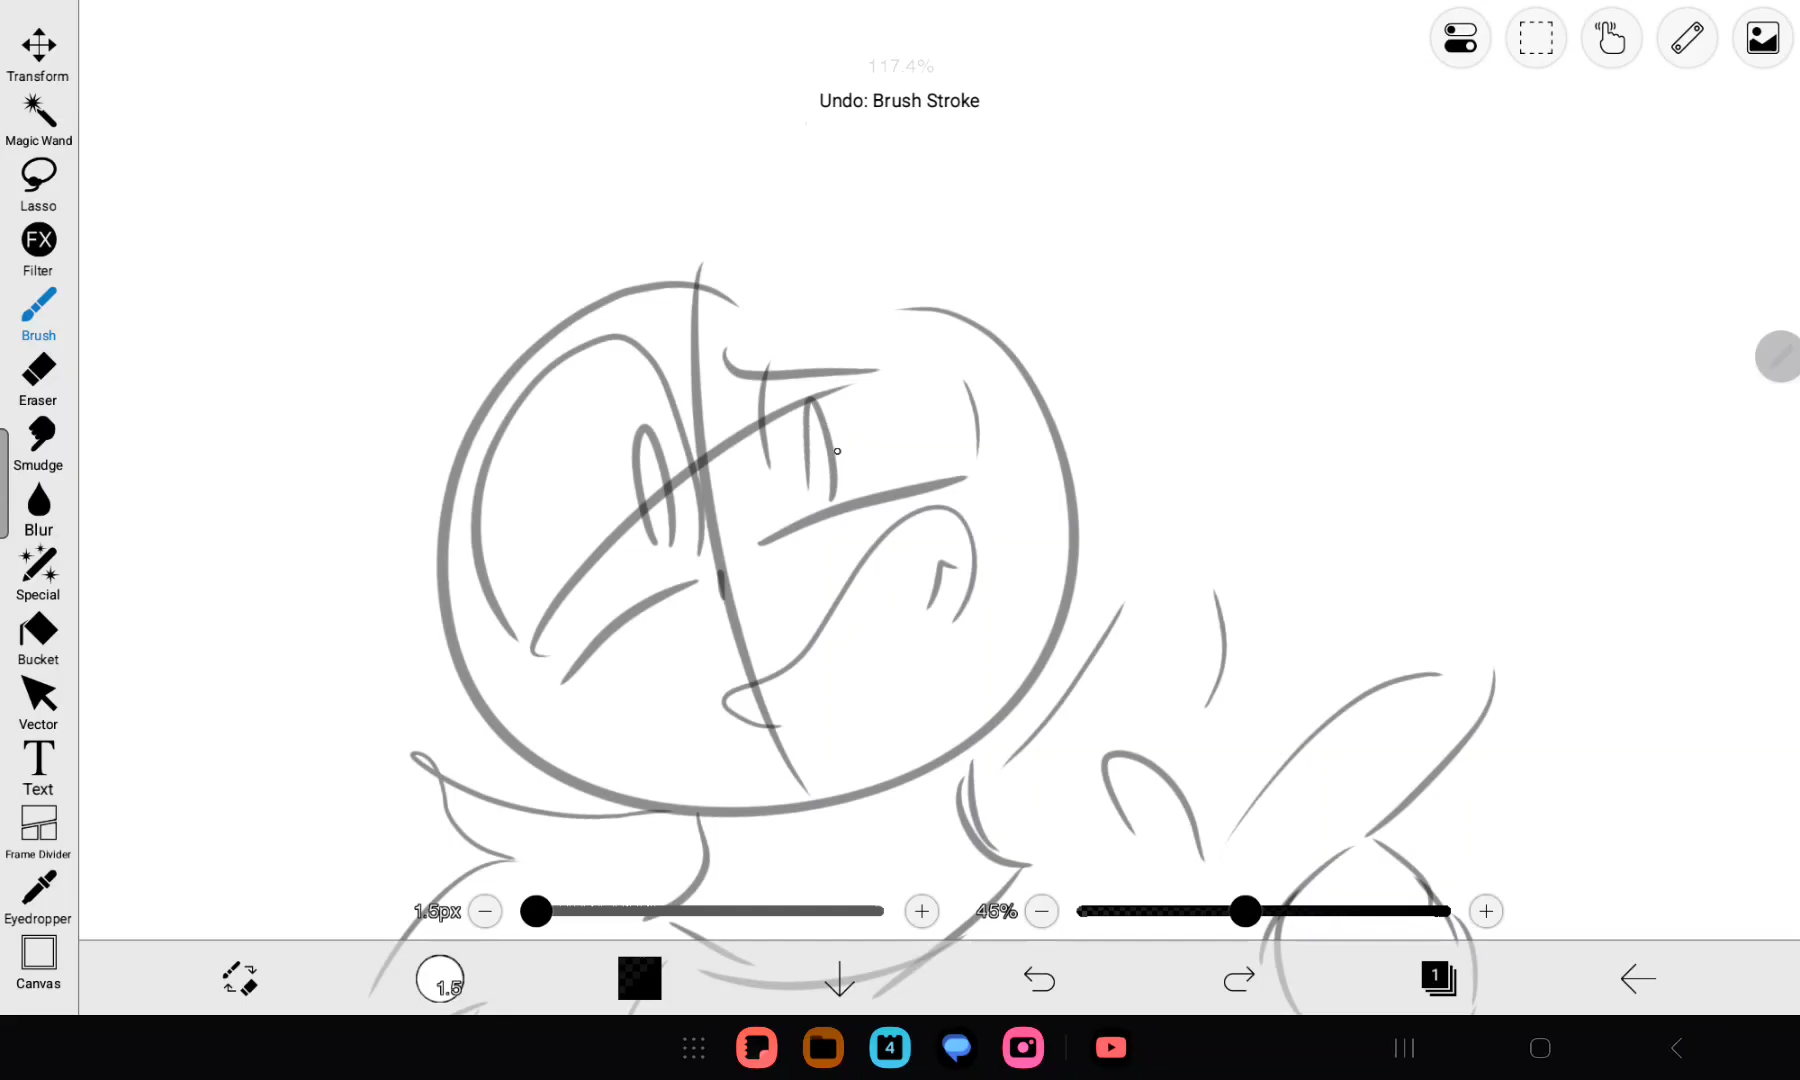 Transform
Magic Wand
Lasso
FX
Filter
Brush
Eraser
Smudge
Blur
Special
Bucket
Vector
T
Text
Frame Divider
Eyedropper
Canvas
117.4%
Undo: Brush Stroke
1.5px
45%
1.5
1
4